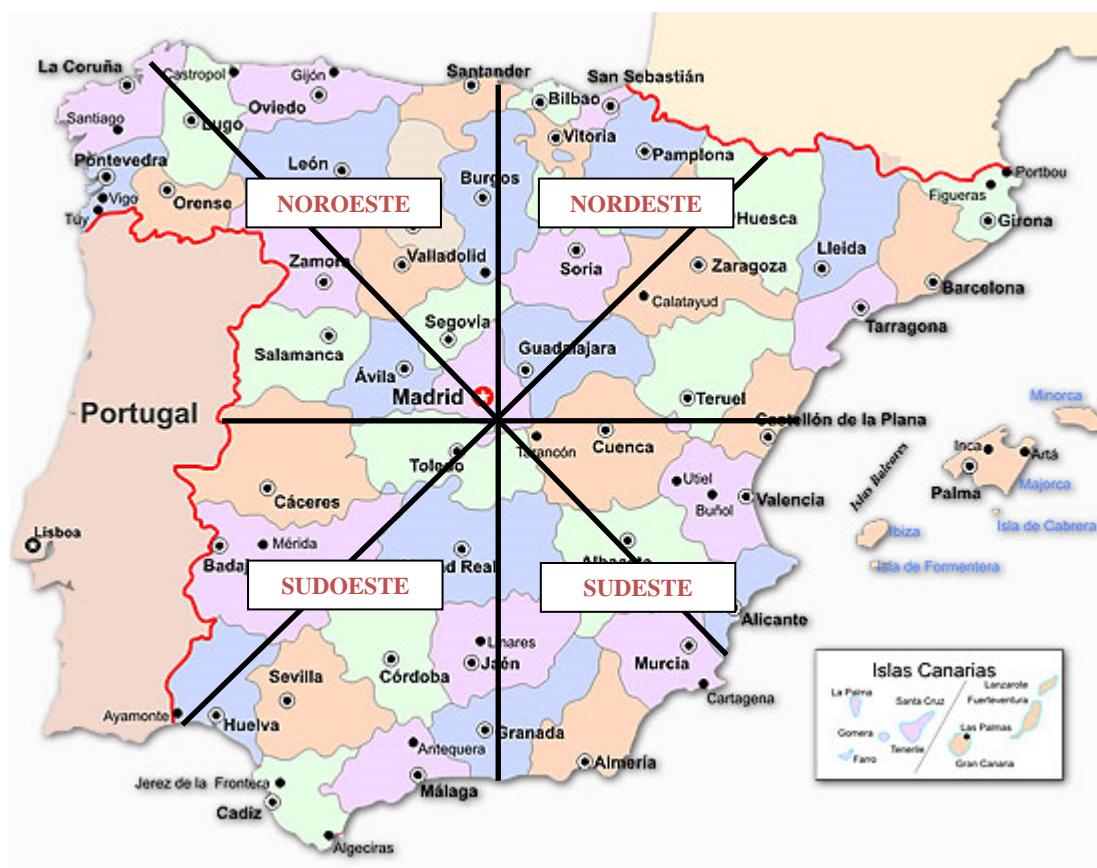 La Coruña
Castropol
Gijón
Santander
San Sebastián
Oviedo
Bilbao
Santiago
Lugo
Vitoria
Pontevedra
León
Pamplona
Vigo
Orense
Burgos
Portbou
Figueras
Tuy
NOROESTE
NORDESTE
Huesca
Girona
Zamora
Valladolid
Soria
Zaragoza
Lleida
Calatayud
Barcelona
Segovia
Tarragona
Salamanca
Guadalajara
Ávila
Madrid
Teruel
Minorca
Portugal
Castellón de la Plana
Cuenca
Tarancón
Toledo
Inca
Artá
Islas Baleares
Utiel
Palma
Majorca
Cáceres
Buñol
Valencia
Isla de Cabrera
Lisboa
Mérida
Ibiza
Isla de Formentera
SUDOESTE
SUDESTE
Alicante
Linares
Murcia
Jaén
Sevilla
Córdoba
Cartagena
Ayamonte
Huelva
Granada
Antequera
Almería
Jerez de la Frontera
Málaga
Cadiz
Algeciras
Islas Canarias
La Palma
Santa Cruz
Lanzarote
Fuerteventura
Gomera
Las Palmas
Tenerife
Farro
Gran Canaria